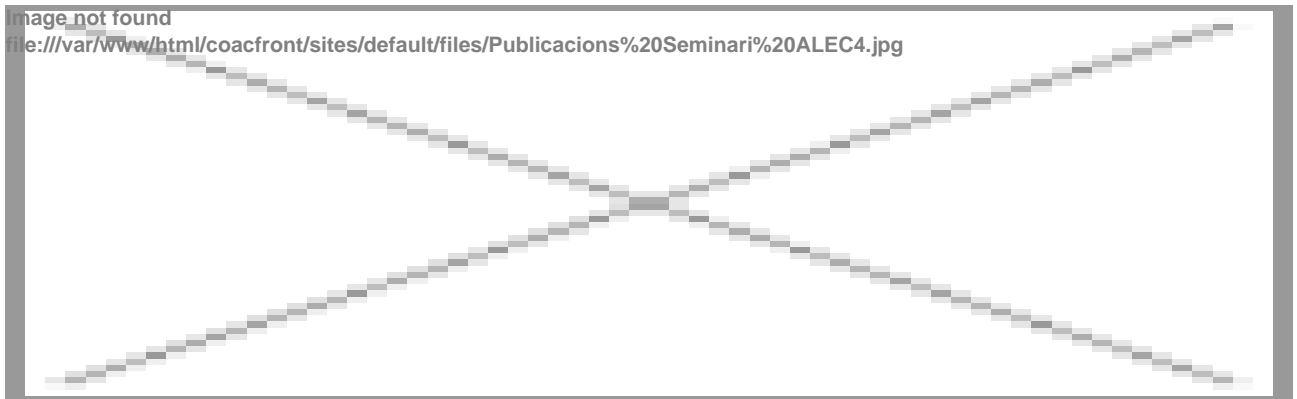 Image not found
file:///var/www/html/coacfront/sites/default/files/Publicacions%20Seminari%20ALEC4.jpg